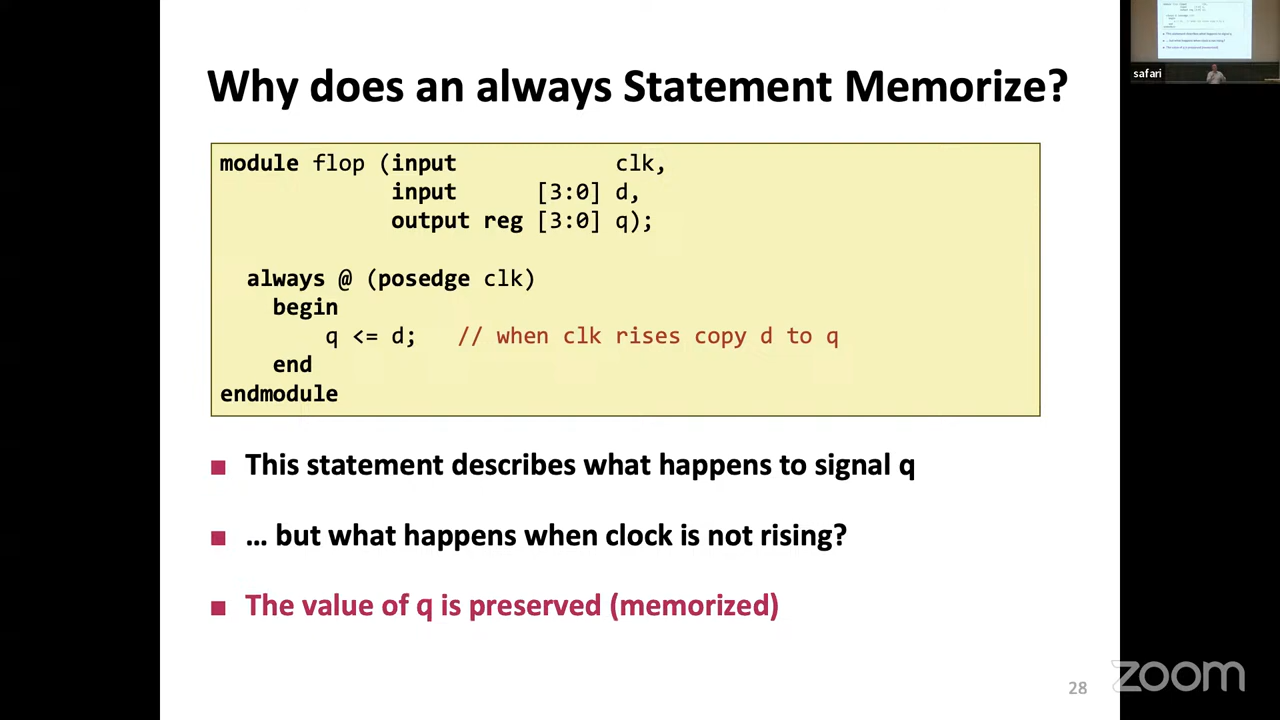 safari
Why does an always Statement Memorize?
module flop (input            clk,
             input      [3:0] d,
             output reg [3:0] q);
  always @ (posedge clk)
    begin
        q <= d;   // when clk rises copy d to q
    end
endmodule
This statement describes what happens to signal q
… but what happens when clock is not rising?
The value of q is preserved (memorized)
28
zoom